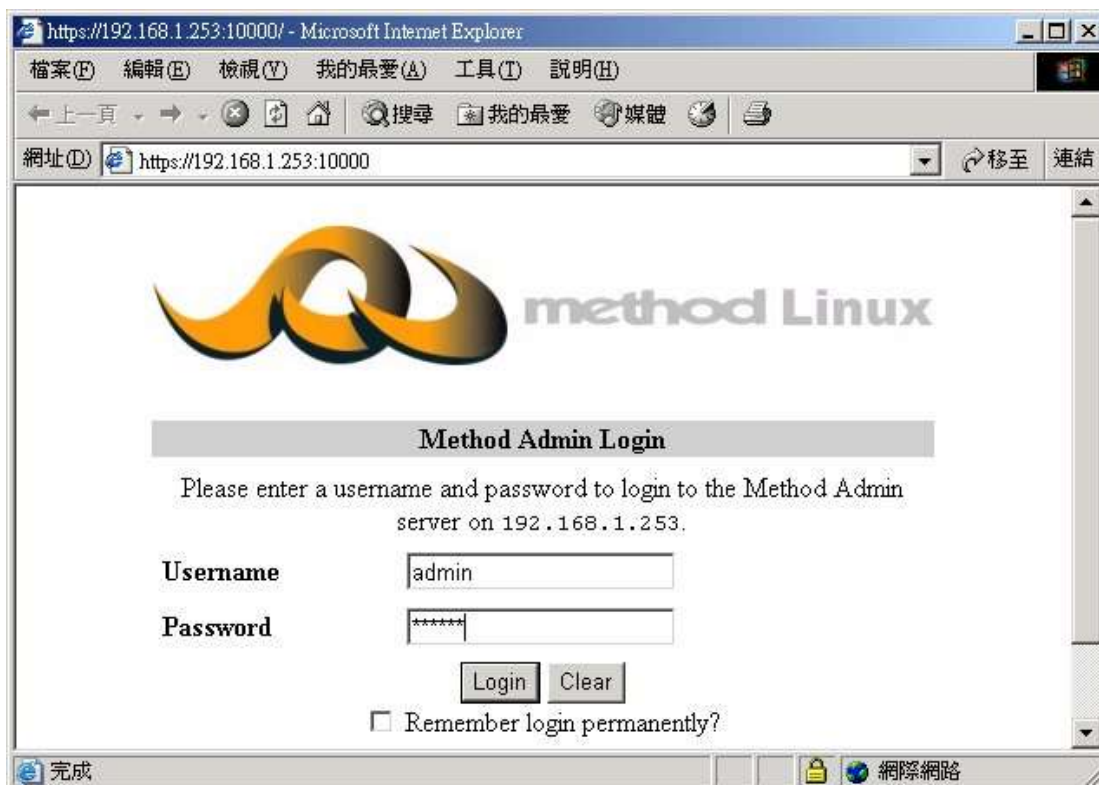 https://192.168.1.253:10000/ - Microsoft Internet Explorer
檔案(F) 編輯(E) 檢視(V) 我的最愛(A) 工具(T) 說明(H)
上一頁 搜尋 我的最愛 媒體
網址(D) https://192.168.1.253:10000 移至 連結
method Linux
Method Admin Login
Please enter a username and password to login to the Method Admin
server on 192.168.1.253.
Username admin
Password ******
Login Clear
Remember login permanently?
完成 網際網路